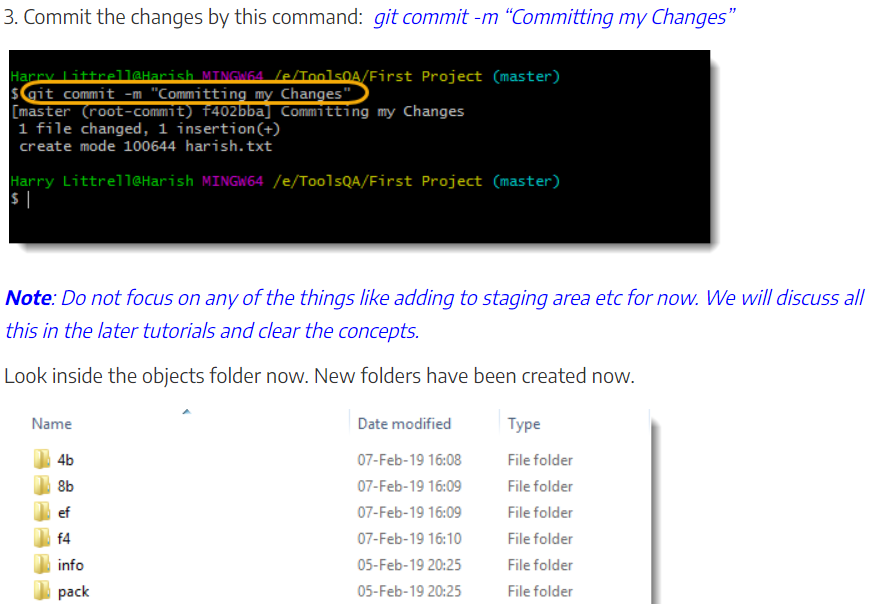 3. Commit the changes by this command:  git commit -m “Committing my Changes”
Harry Littrell@Harish MINGW64 /e/ToolsQA/First Project (master)
$ git commit -m "Committing my Changes"
[master (root-commit) f402bba] Committing my Changes
1 file changed, 1 insertion(+)
create mode 100644 harish.txt
Harry Littrell@Harish MINGW64 /e/ToolsQA/First Project (master)
$
Note: Do not focus on any of the things like adding to staging area etc for now. We will discuss all
this in the later tutorials and clear the concepts.
Look inside the objects folder now. New folders have been created now.
Name Date modified Type
4b 07-Feb-19 16:08 File folder
8b 07-Feb-19 16:09 File folder
ef 07-Feb-19 16:09 File folder
f4 07-Feb-19 16:10 File folder
info 05-Feb-19 20:25 File folder
pack 05-Feb-19 20:25 File folder